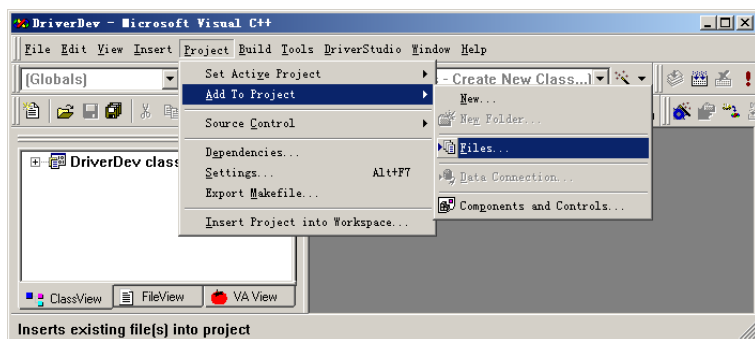 DriverDev - Microsoft Visual C++
File Edit View Insert Project Build Tools DriverStudio Window Help
(Globals)
- Create New Class...)
Set Active Project
Add To Project
Source Control
Dependencies...
Settings... Alt+F7
Export Makefile...
Insert Project into Workspace...
New...
New Folder...
Files...
Data Connection...
Components and Controls...
DriverDev class
ClassView FileView VA View
Inserts existing file(s) into project